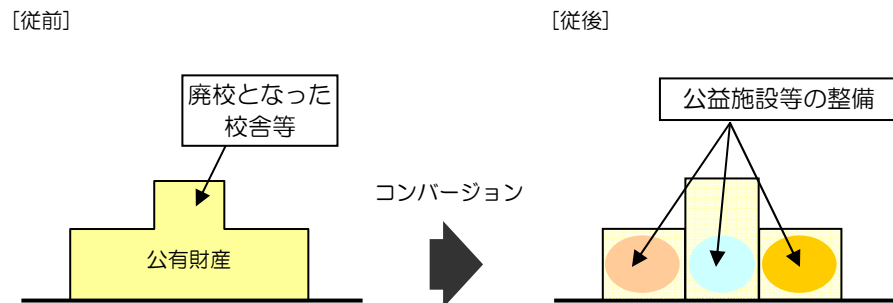 [従前]
[従後]
廃校となった
校舎等
公益施設等の整備
コンバージョン
公有財産